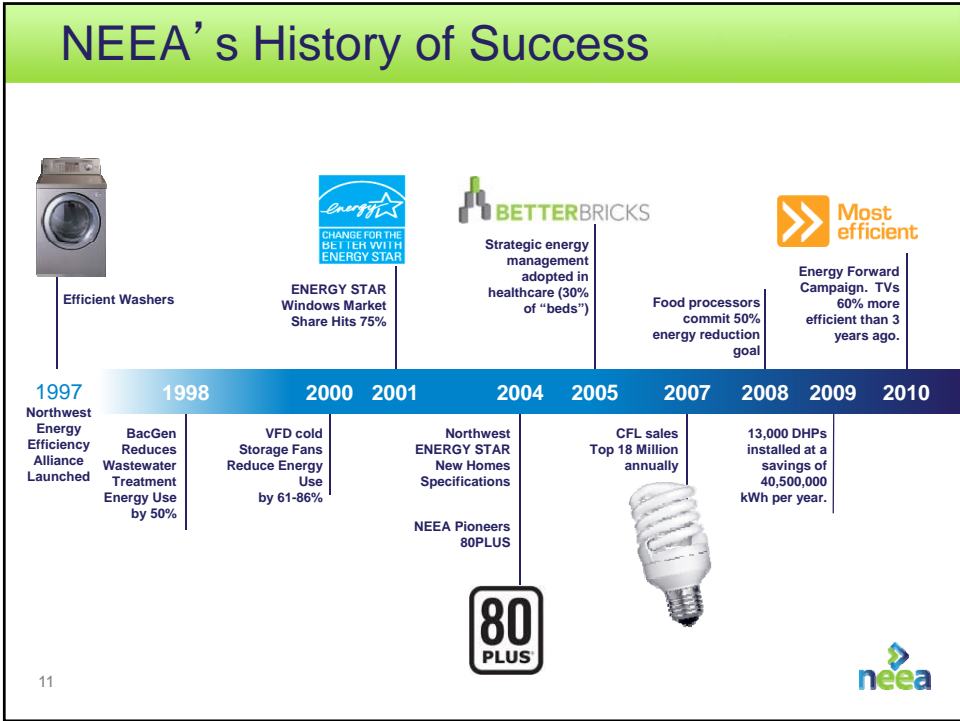 NEEA’s History of Success
energy
CHANGE FOR THE
BETTER WITH
ENERGY STAR
BETTERBRICKS
Most
efficient
Efficient Washers
ENERGY STAR
Windows Market
Share Hits 75%
Strategic energy
management
adopted in
healthcare (30%
of “beds”)
Food processors
commit 50%
energy reduction
goal
Energy Forward
Campaign. TVs
60% more
efficient than 3
years ago.
1997
1998
2000
2001
2004
2005
2007
2008
2009
2010
Northwest
Energy
Efficiency
Alliance
Launched
BacGen
Reduces
Wastewater
Treatment
Energy Use
by 50%
VFD cold
Storage Fans
Reduce Energy
Use
by 61-86%
Northwest
ENERGY STAR
New Homes
Specifications
NEEA Pioneers
80PLUS
80
PLUS®
CFL sales
Top 18 Million
annually
13,000 DHPs
installed at a
savings of
40,500,000
kWh per year.
11
neea